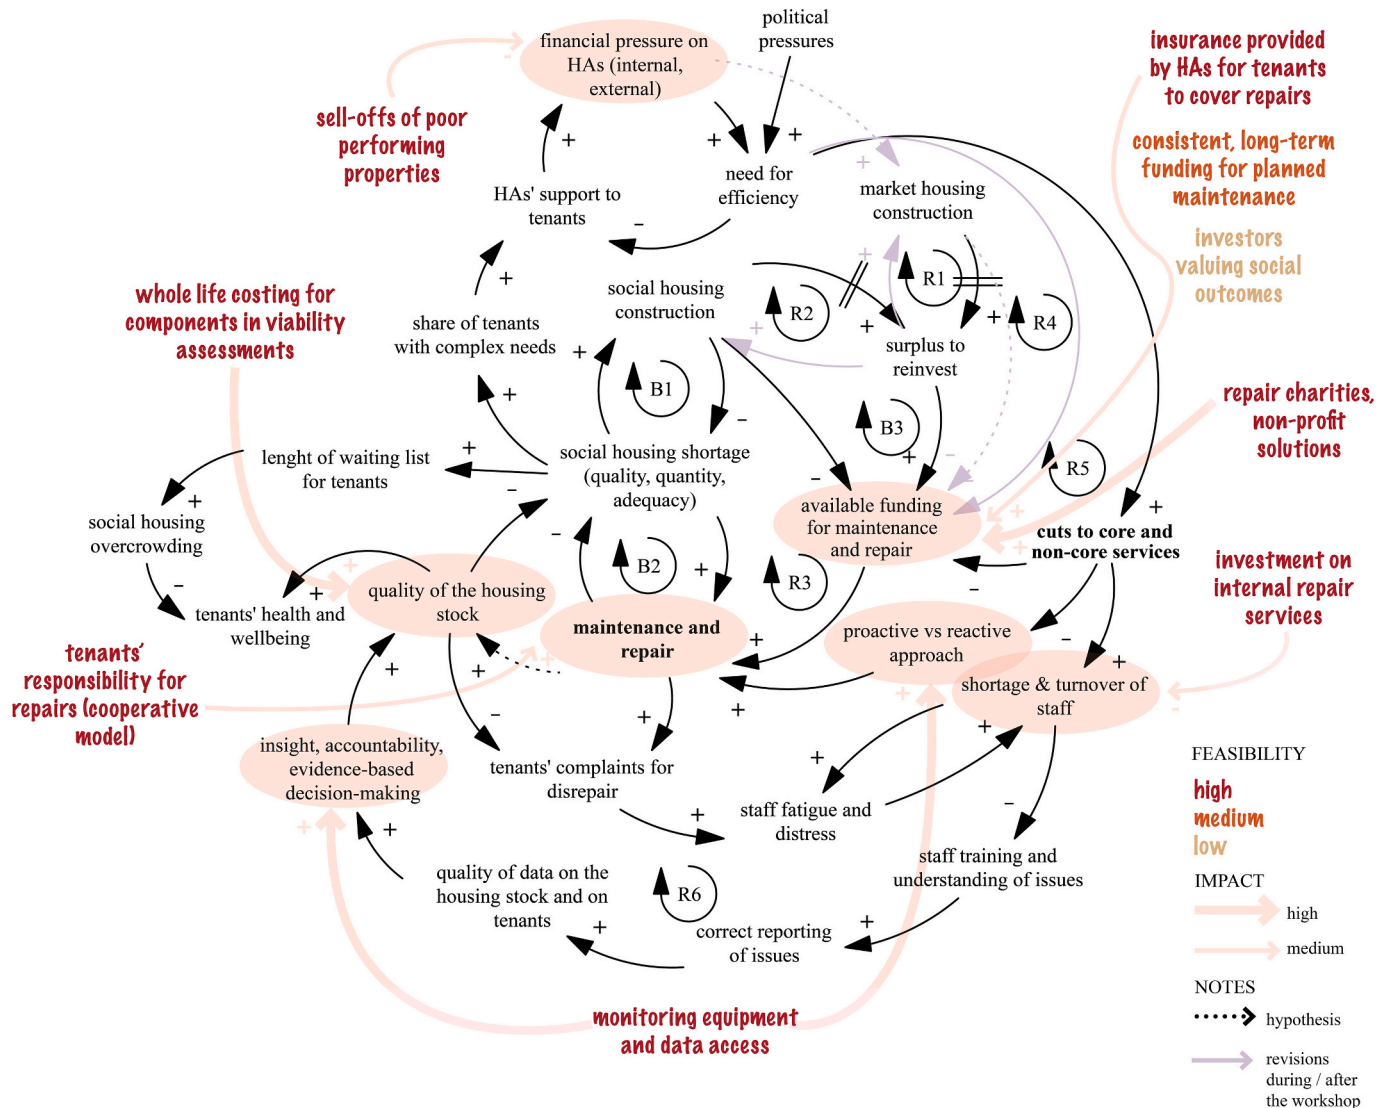 political
pressures
financial pressure on
HAs (internal,
external)
insurance provided
by HAs for tenants
to cover repairs
sell-offs of poor
performing
properties
consistent, long-term
funding for planned
maintenance
need for
efficiency
HAs' support to
tenants
market housing
construction
investors
valuing social
outcomes
whole life costing for
components in viability
assessments
social housing
construction
R1
R2
R4
share of tenants
with complex needs
surplus to
reinvest
B1
B3
repair charities,
non-profit
solutions
lenght of waiting list
for tenants
social housing shortage
(quality, quantity,
adequacy)
R5
social housing
overcrowding
available funding
for maintenance
and repair
cuts to core and
non-core services
B2
R3
investment on
internal repair
services
quality of the housing
stock
tenants' health and
wellbeing
maintenance and
repair
proactive vs reactive
approach
tenants'
responsibility for
repairs (cooperative
model)
shortage & turnover of
staff
insight, accountability,
evidence-based
decision-making
tenants' complaints for
disrepair
staff fatigue and
distress
staff training and
understanding of issues
quality of data on the
housing stock and on
tenants
R6
correct reporting
of issues
monitoring equipment
and data access
FEASIBILITY
high
medium
low
IMPACT
high
medium
NOTES
hypothesis
revisions
during / after
the workshop